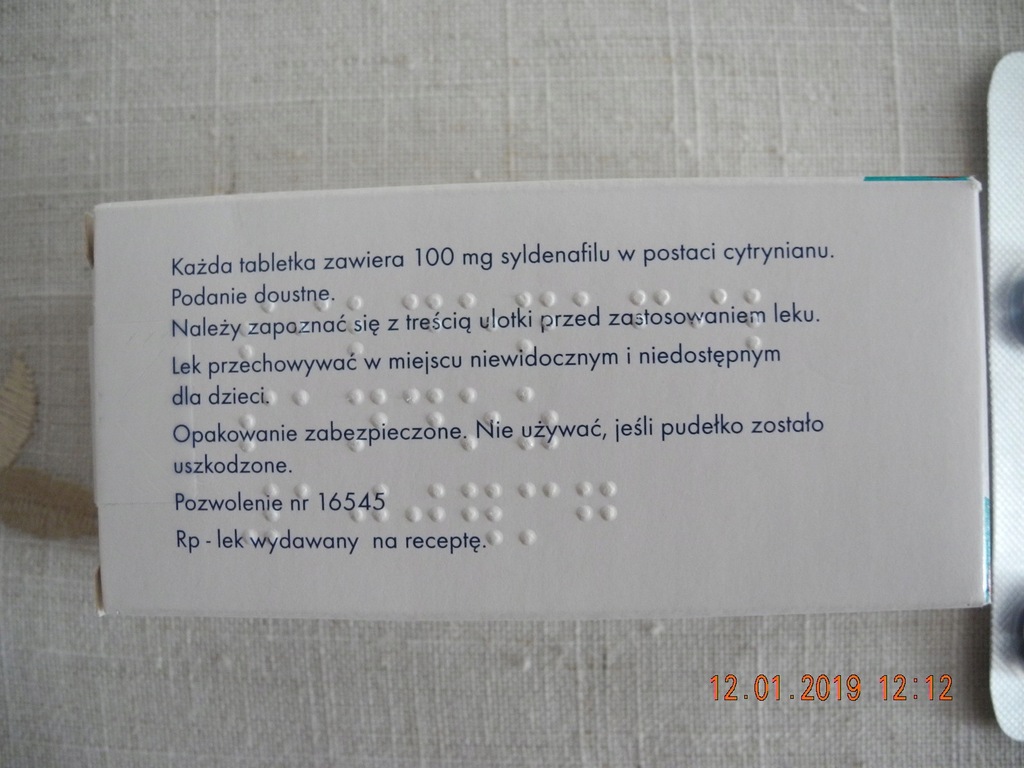 Każda tabletka zawiera 100 mg syldenafilu w postaci cytrynianu.
Podanie doustne.
Należy zapoznać się z treścią ulotki przed zastosowaniem leku.
Lek przechowywać w miejscu niewidocznym i niedostępnym
dla dzieci.
Opakowanie zabezpieczone. Nie używać, jeśli pudełko zostało
uszkodzone.
Pozwolenie nr 16545
Rp - lek wydawany na receptę.
12.01.2019 12:12